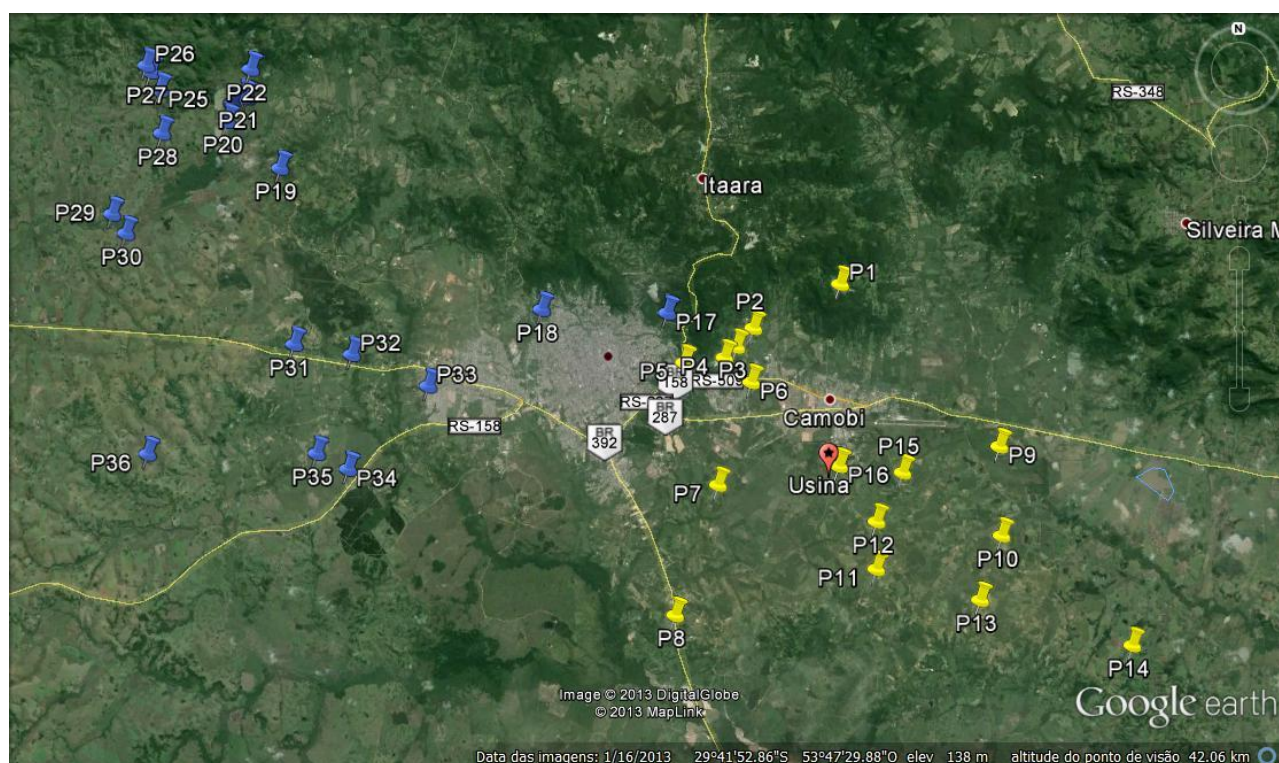 N
P26
P27
P25
P22
P21
P20
P28
P19
P29
P30
RS-348
Itaara
Silveira M
P1
P2
P17
P18
P5
P4
P3
P6
P31
P32
P33
BR
158
RS-509
BR
287
BR
392
RS-158
Camobi
P36
P35
P34
Usina
P16
P15
P9
P7
P12
P10
P11
P8
P13
P14
Image © 2013 DigitalGlobe
© 2013 MapLink
Google earth
Data das imagens: 1/16/2013 29°41'52.86"S 53°47'29.88"O elev 138 m altitude do ponto de visão 42.06 km